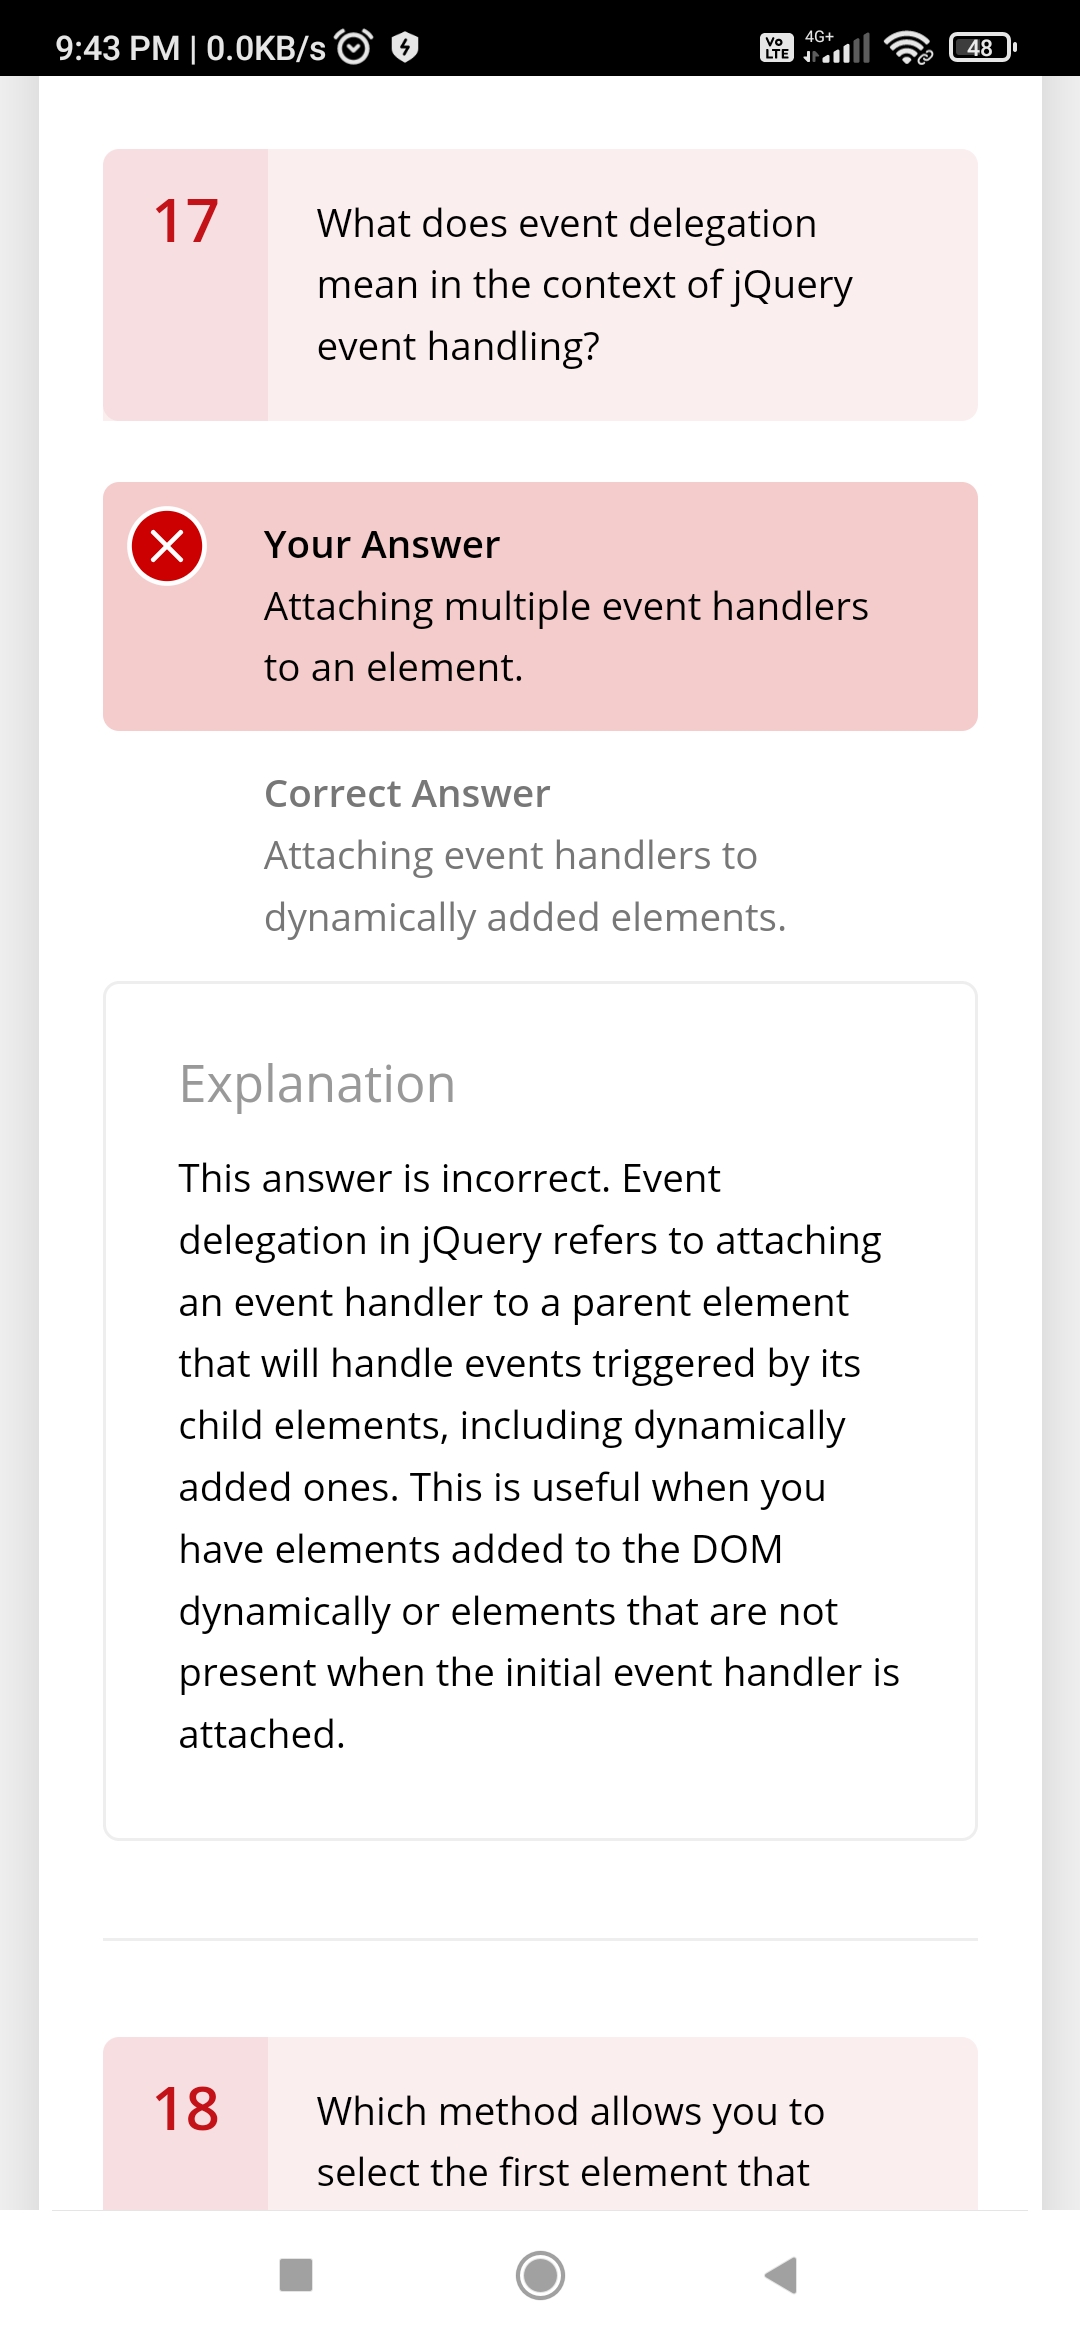 9:43 PM | 0.0KB/s Vo LTE 4G+ 48
17
What does event delegation
mean in the context of jQuery
event handling?
Your Answer
Attaching multiple event handlers
to an element.
Correct Answer
Attaching event handlers to
dynamically added elements.
Explanation
This answer is incorrect. Event
delegation in jQuery refers to attaching
an event handler to a parent element
that will handle events triggered by its
child elements, including dynamically
added ones. This is useful when you
have elements added to the DOM
dynamically or elements that are not
present when the initial event handler is
attached.
18
Which method allows you to
select the first element that